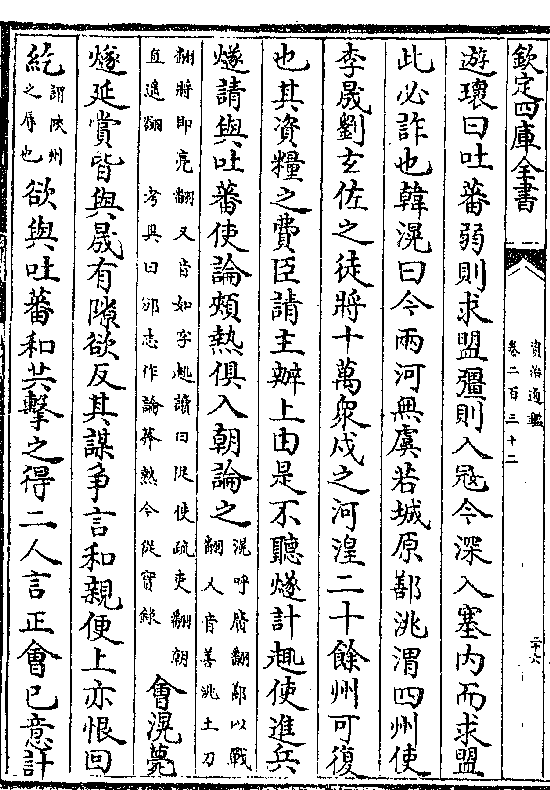 欽定四庫全書
資治通鑑
卷二百三十二
二十六
遊瓌曰吐蕃弱則求盟彊則入寇今深入塞内而求盟
此必詐也韓滉曰今兩河無虞若城原鄯洮渭四州使
李晟劉玄佐之徒將十萬衆戍之河湟二十餘州可復
也其資糧之費臣請主辦上由是不聽燧計趣使進兵
燧請與吐蕃使論頰熱俱入朝論之滉呼廣翻鄯以戰翻又音善洮土刀
翻將即亮翻又音如字趣讀曰促使疏吏翻朝直遙翻 考異曰邠志作論莽熱今從實錄會滉薨
燧延賞皆與晟有隙欲反其謀争言和親便上亦恨回
紇謂陜州之辱也欲與吐蕃和共擊之得二人言正會已意計